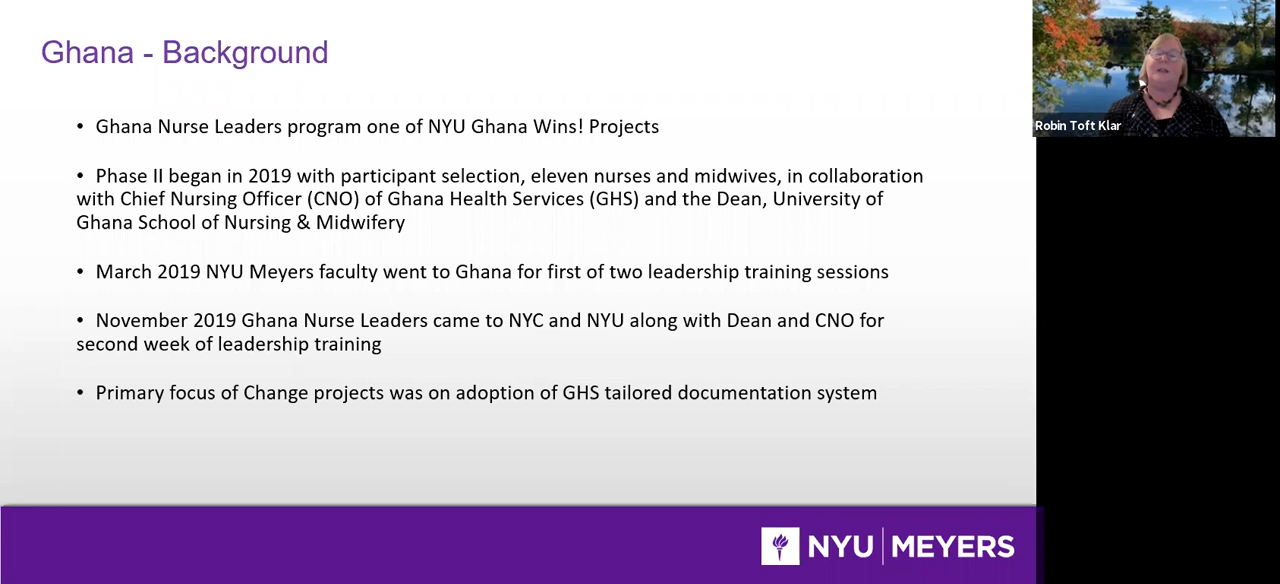 Ghana - Background
• Ghana Nurse Leaders program one of NYU Ghana Wins! Projects
• Phase II began in 2019 with participant selection, eleven nurses and midwives, in collaboration
with Chief Nursing Officer (CNO) of Ghana Health Services (GHS) and the Dean, University of
Ghana School of Nursing & Midwifery
• March 2019 NYU Meyers faculty went to Ghana for first of two leadership training sessions
• November 2019 Ghana Nurse Leaders came to NYC and NYU along with Dean and CNO for
second week of leadership training
• Primary focus of Change projects was on adoption of GHS tailored documentation system
NYU MEYERS
Robin Toft Klar